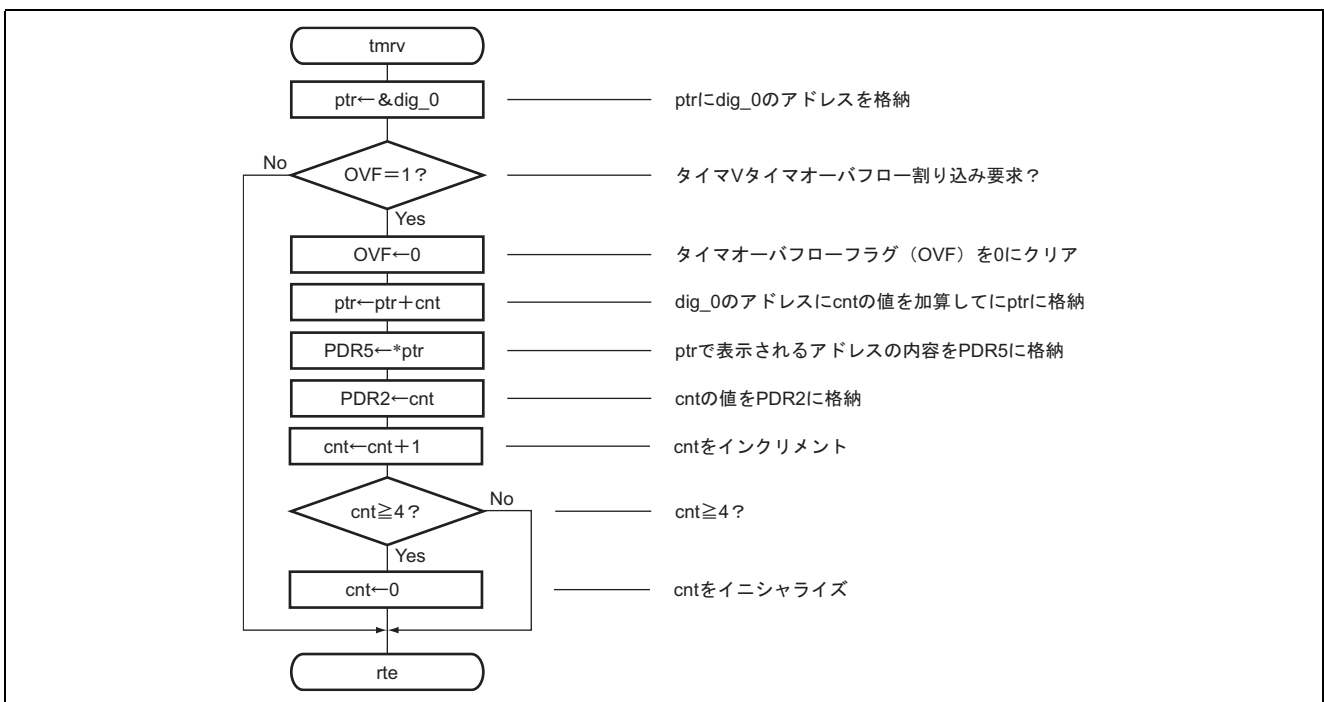 tmrv
ptr←&dig_0
ptrにdig_0のアドレスを格納
No
OVF=1?
タイマVタイマオーバフロー割り込み要求?
Yes
OVF←0
タイマオーバフローフラグ(OVF)を0にクリア
ptr←ptr+cnt
dig_0のアドレスにcntの値を加算してにptrに格納
PDR5←*ptr
ptrで表示されるアドレスの内容をPDR5に格納
PDR2←cnt
cntの値をPDR2に格納
cnt←cnt+1
cntをインクリメント
cnt≧4?
No
cnt≧4?
Yes
cnt←0
cntをイニシャライズ
rte